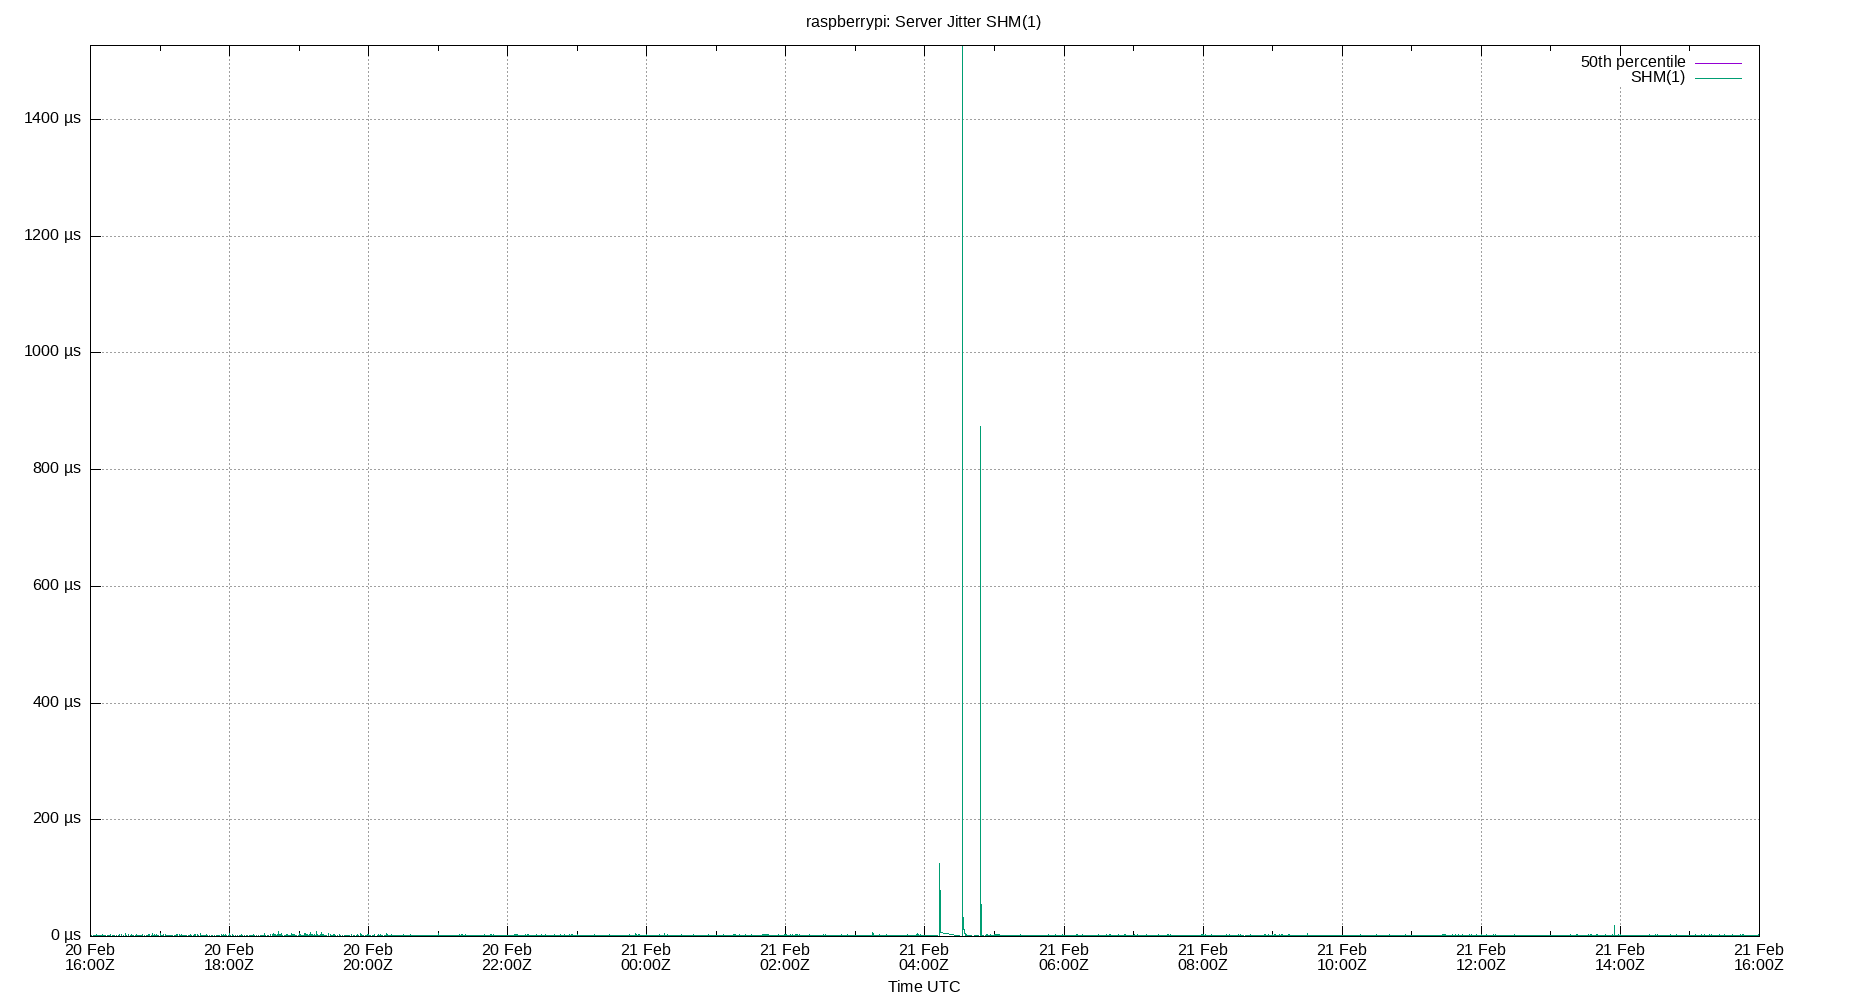 raspberrypi: Server Jitter SHM(1)
50th percentile
SHM(1)
1400 µs
1200 µs
1000 µs
800 µs
600 µs
400 µs
200 µs
0 µs
20 Feb 20 Feb 20 Feb 20 Feb 21 Feb 21 Feb 21 Feb 21 Feb 21 Feb 21 Feb 21 Feb 21 Feb 21 Feb
16:00Z 18:00Z 20:00Z 22:00Z 00:00Z 02:00Z 04:00Z 06:00Z 08:00Z 10:00Z 12:00Z 14:00Z 16:00Z
Time UTC